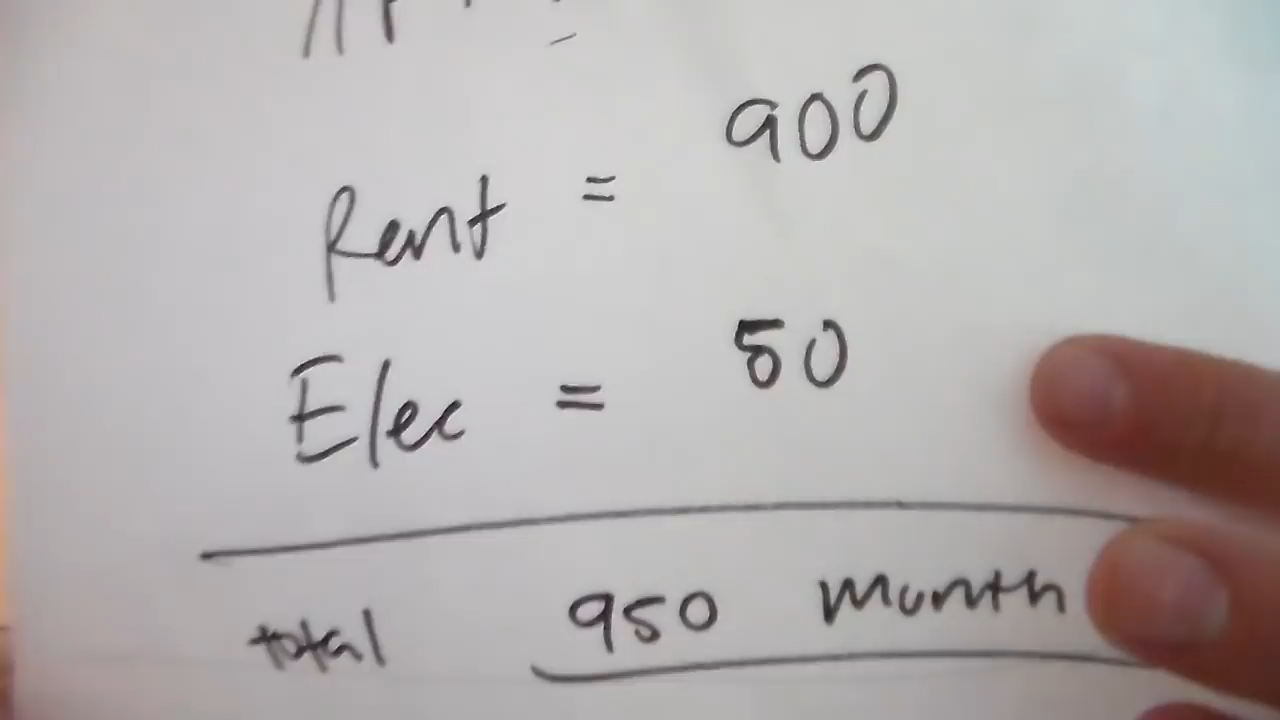 Rent = 900
Elec = 50
total 950 month